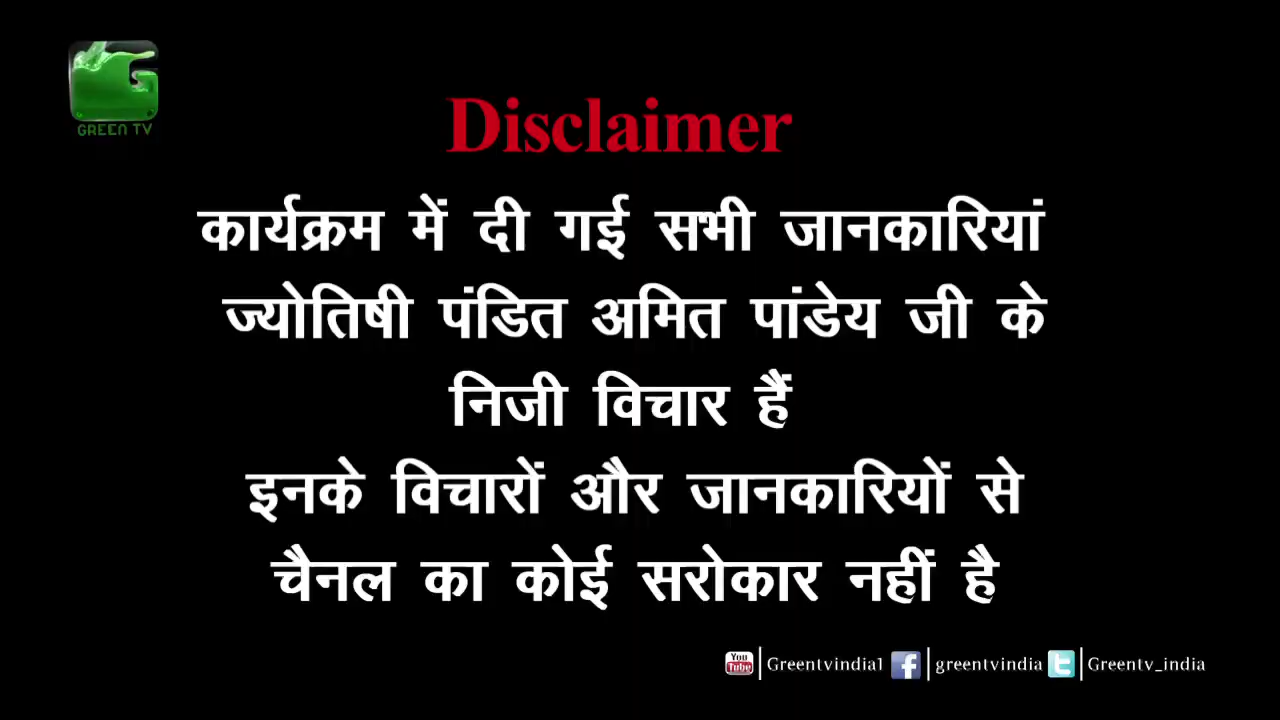 GREEN TV
Disclaimer
कार्यक्रम में दी गई सभी जानकारियां
ज्योतिषी पंडित अमित पांडेय जी के
निजी विचार हैं
इनके विचारों और जानकारियों से
चैनल का कोई सरोकार नहीं है
You Tube Greentvindia1 f greentvindia t Greentv_india